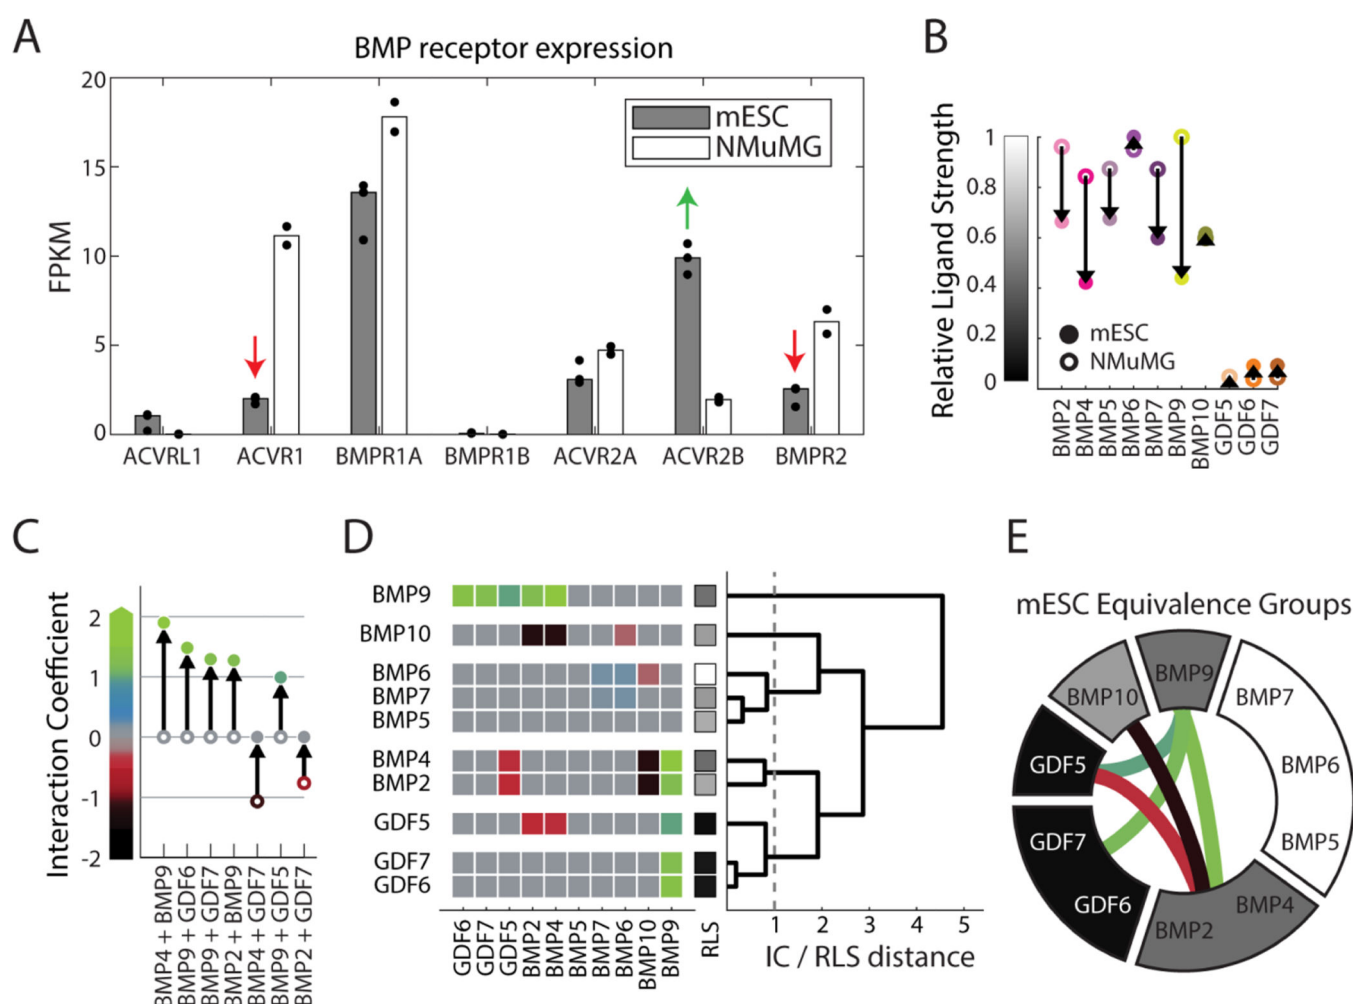 A
BMP receptor expression
FPKM
20
15
10
5
0
mESC
NMuMG
ACVRL1
ACVR1
BMPR1A
BMPR1B
ACVR2A
ACVR2B
BMPR2
B
Relative Ligand Strength
1
0.8
0.6
0.4
0.2
0
mESC
NMuMG
BMP2
BMP4
BMP5
BMP6
BMP7
BMP9
BMP10
GDF5
GDF6
GDF7
C
Interaction Coefficient
2
1
0
-1
-2
BMP4 + BMP9
BMP9 + GDF6
BMP9 + GDF7
BMP2 + BMP9
BMP4 + GDF7
BMP9 + GDF5
BMP2 + GDF7
D
BMP9
BMP10
BMP6
BMP7
BMP5
BMP4
BMP2
GDF5
GDF7
GDF6
GDF6
GDF7
GDF5
BMP2
BMP4
BMP5
BMP7
BMP6
BMP10
BMP9
RLS
1 2 3 4 5
IC / RLS distance
E
mESC Equivalence Groups
BMP9
BMP10
BMP7
GDF5
BMP6
GDF7
BMP5
GDF6
BMP4
BMP2